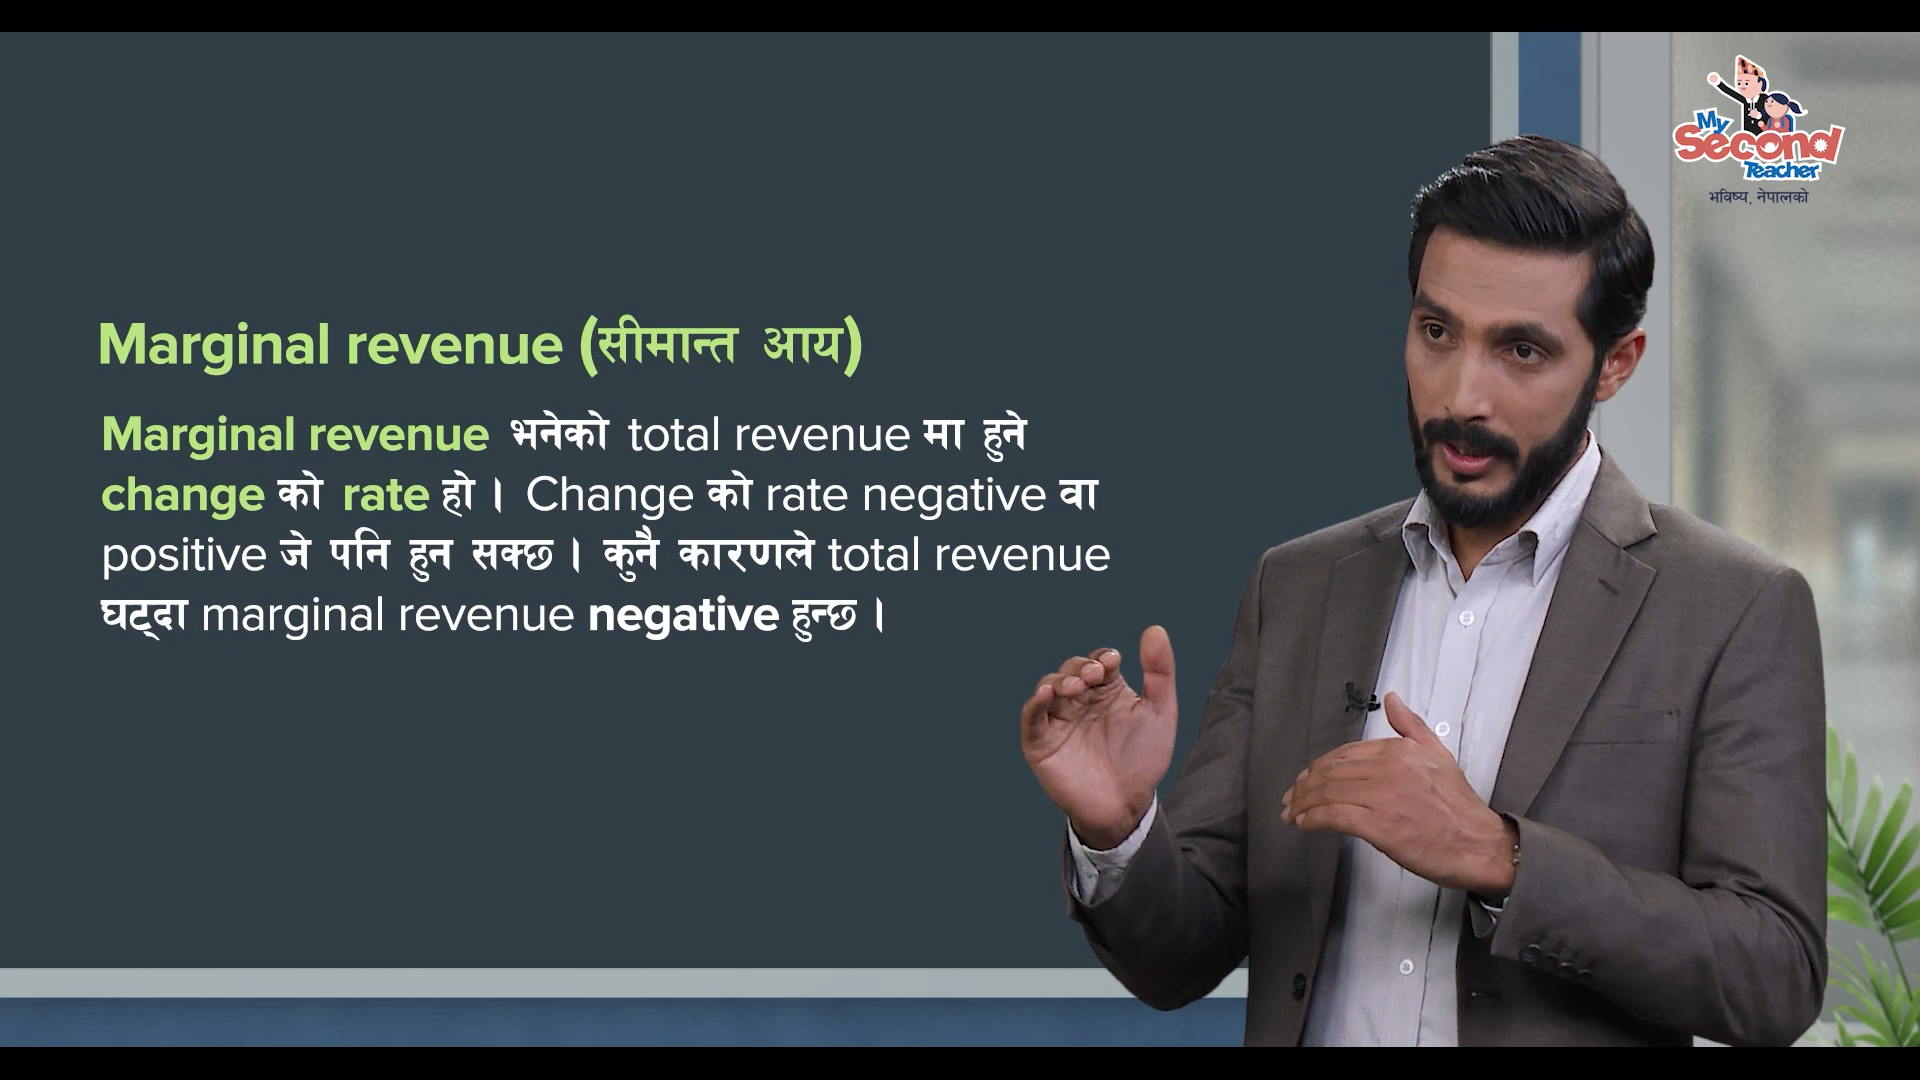 My
Second
Teacher
भविष्य, नेपालको
Marginal revenue (सीमान्त आय)
Marginal revenue भनेको total revenue मा हुने
change को rate हो । Change को rate negative वा
positive जे पनि हुन सक्छ । कुनै कारणले total revenue
घट्दा marginal revenue negative हुन्छ ।